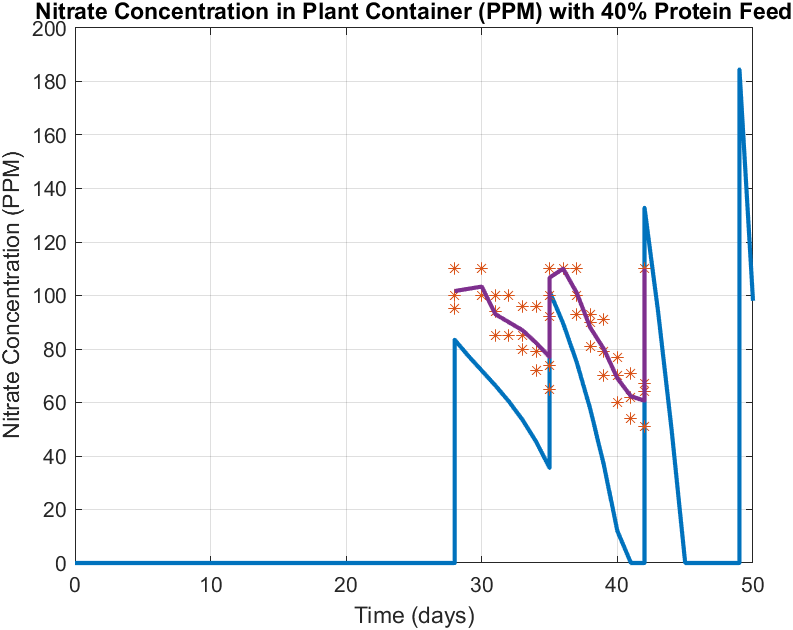 Nitrate Concentration in Plant Container (PPM) with 40% Protein Feed
200
180
160
140
120
100
80
60
40
20
0
Nitrate Concentration (PPM)
0 10 20 30 40 50
Time (days)